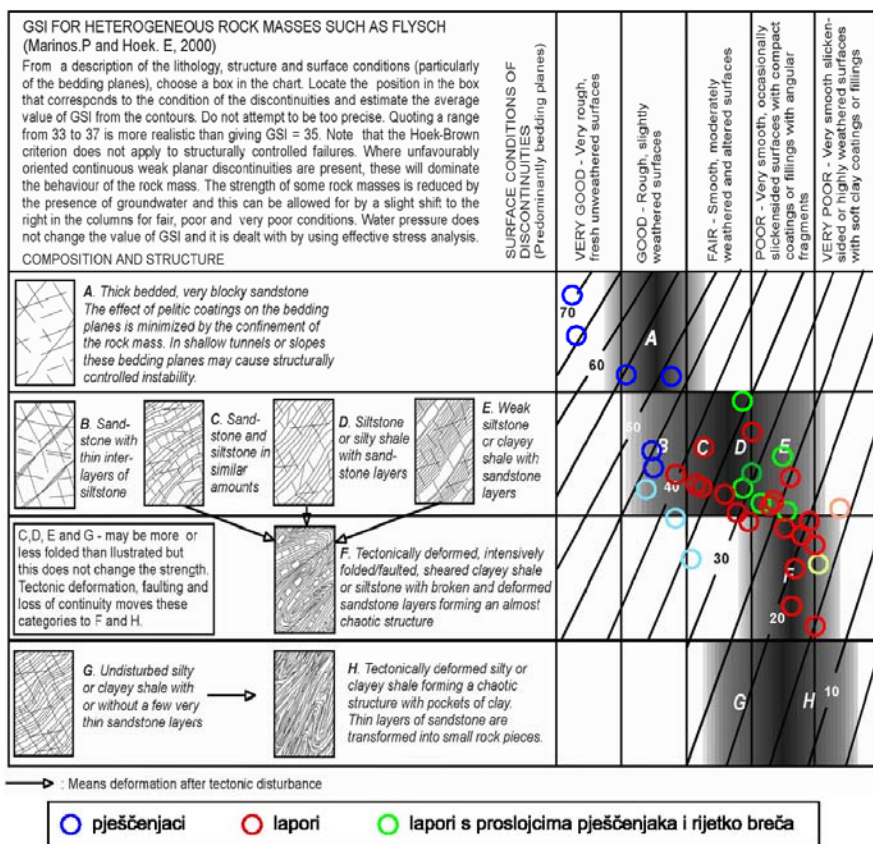 GSI FOR HETEROGENEOUS ROCK MASSES SUCH AS FLYSCH
(Marinos.P and Hoek. E, 2000)
From a description of the lithology, structure and surface conditions (particularly
of the bedding planes), choose a box in the chart. Locate the position in the box
that corresponds to the condition of the discontinuities and estimate the average
value of GSI from the contours. Do not attempt to be too precise. Quoting a range
from 33 to 37 is more realistic than giving GSI = 35. Note that the Hoek-Brown
criterion does not apply to structurally controlled failures. Where unfavourably
oriented continuous weak planar discontinuities are present, these will dominate
the behaviour of the rock mass. The strength of some rock masses is reduced by
the presence of groundwater and this can be allowed for by a slight shift to the
right in the columns for fair, poor and very poor conditions. Water pressure does
not change the value of GSI and it is dealt with by using effective stress analysis.
COMPOSITION AND STRUCTURE
SURFACE CONDITIONS OF
DISCONTINUITIES
(Predominantly bedding planes)
VERY GOOD - Very rough,
fresh unweathered surfaces
GOOD - Rough, slightly
weathered surfaces
FAIR - Smooth, moderately
weathered and altered surfaces
POOR - Very smooth, occasionally
slickensided surfaces with compact
coatings or fillings with angular
fragments
VERY POOR - Very smooth slicken-
sided or highly weathered surfaces
with soft clay coatings or fillings
A. Thick bedded, very blocky sandstone
The effect of pelitic coatings on the bedding
planes is minimized by the confinement of
the rock mass. In shallow tunnels or slopes
these bedding planes may cause structurally
controlled instability.
70
60
A
B. Sand-
stone with
thin inter-
layers of
siltstone
C. Sand-
stone and
siltstone in
similar
amounts
D. Siltstone
or silty shale
with sand-
stone layers
E. Weak
siltstone
or clayey
shale with
sandstone
layers
50
B
C
D
E
40
C,D, E and G - may be more or
less folded than llustrated but
this does not change the strength.
Tectonic deformation, faulting and
loss of continuity moves these
categories to F and H.
F. Tectonically deformed, intensively
folded/faulted, sheared clayey shale
or siltstone with broken and deformed
sandstone layers forming an almost
chaotic structure
30
F
20
G. Undisturbed silty
or clayey shale with
or without a few very
thin sandstone layers
H. Tectonically deformed silty or
clayey shale forming a chaotic
structure with pockets of clay.
Thin layers of sandstone are
transformed into small rock pieces.
G
H
10
: Means deformation after tectonic disturbance
pješčenjaci
lapori
lapori s proslojcima pješčenjaka i rijetko breča